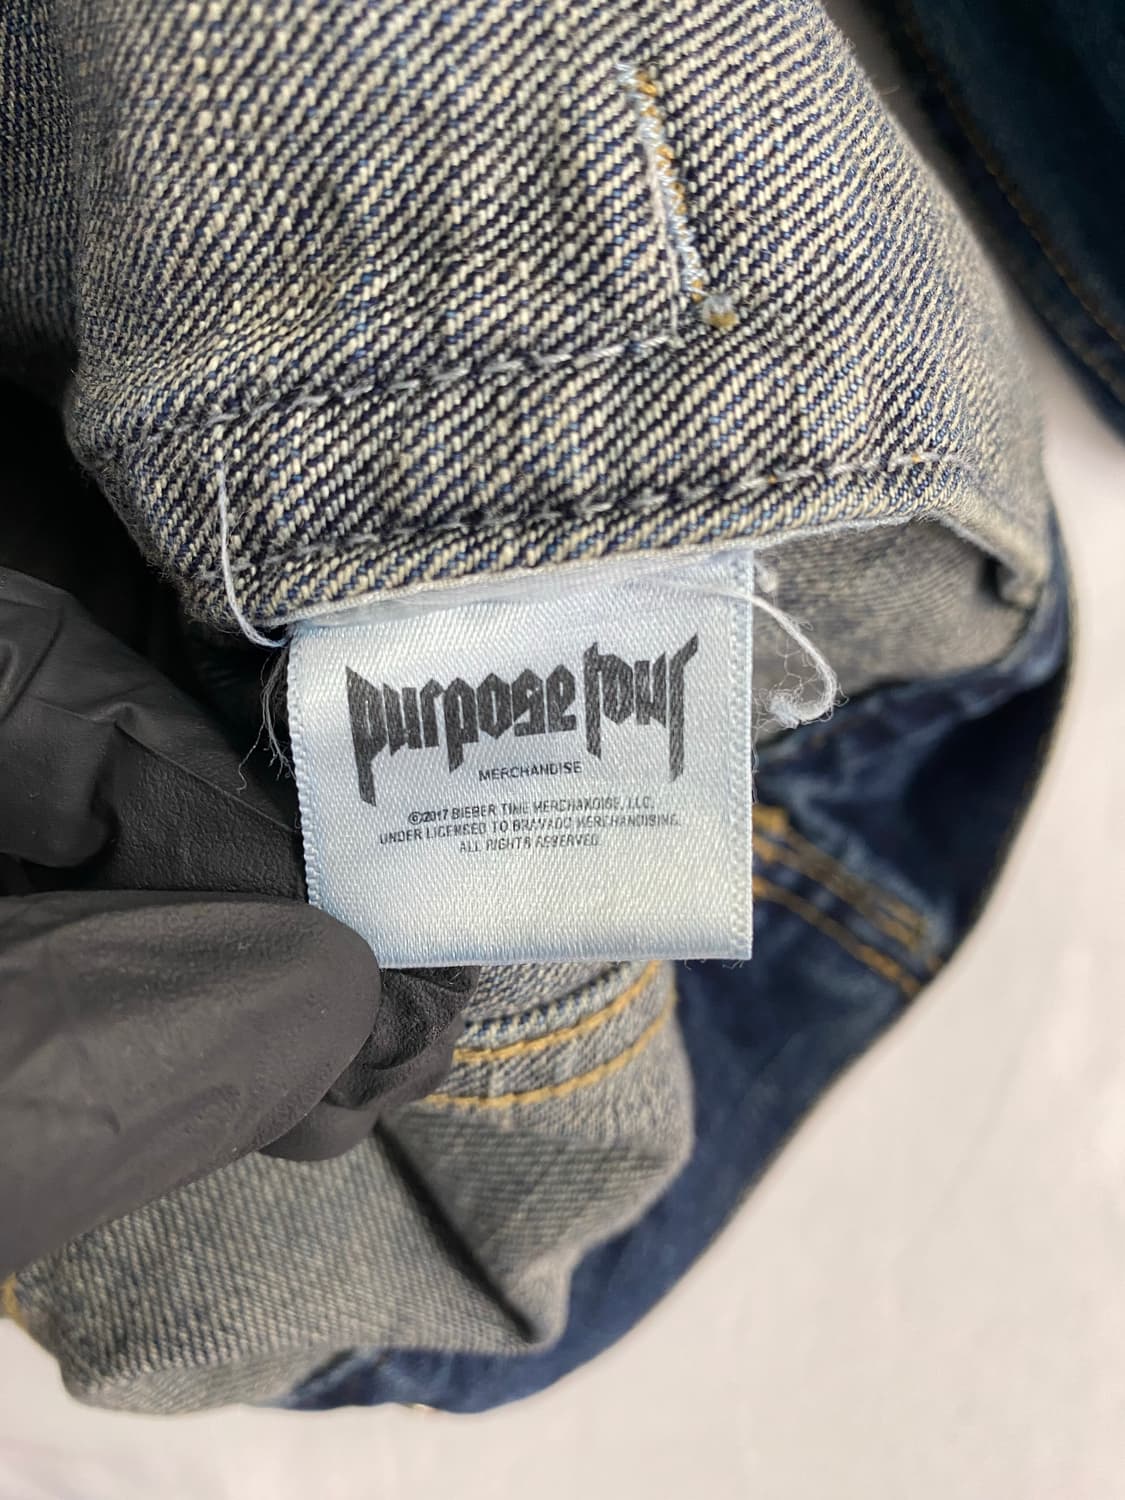 purpose tour
MERCHANDISE
©2017 BIEBER TIME MERCHANDISE, LLC.
UNDER LICENSED TO BRAVADO MERCHANDISING.
ALL RIGHTS RESERVED.